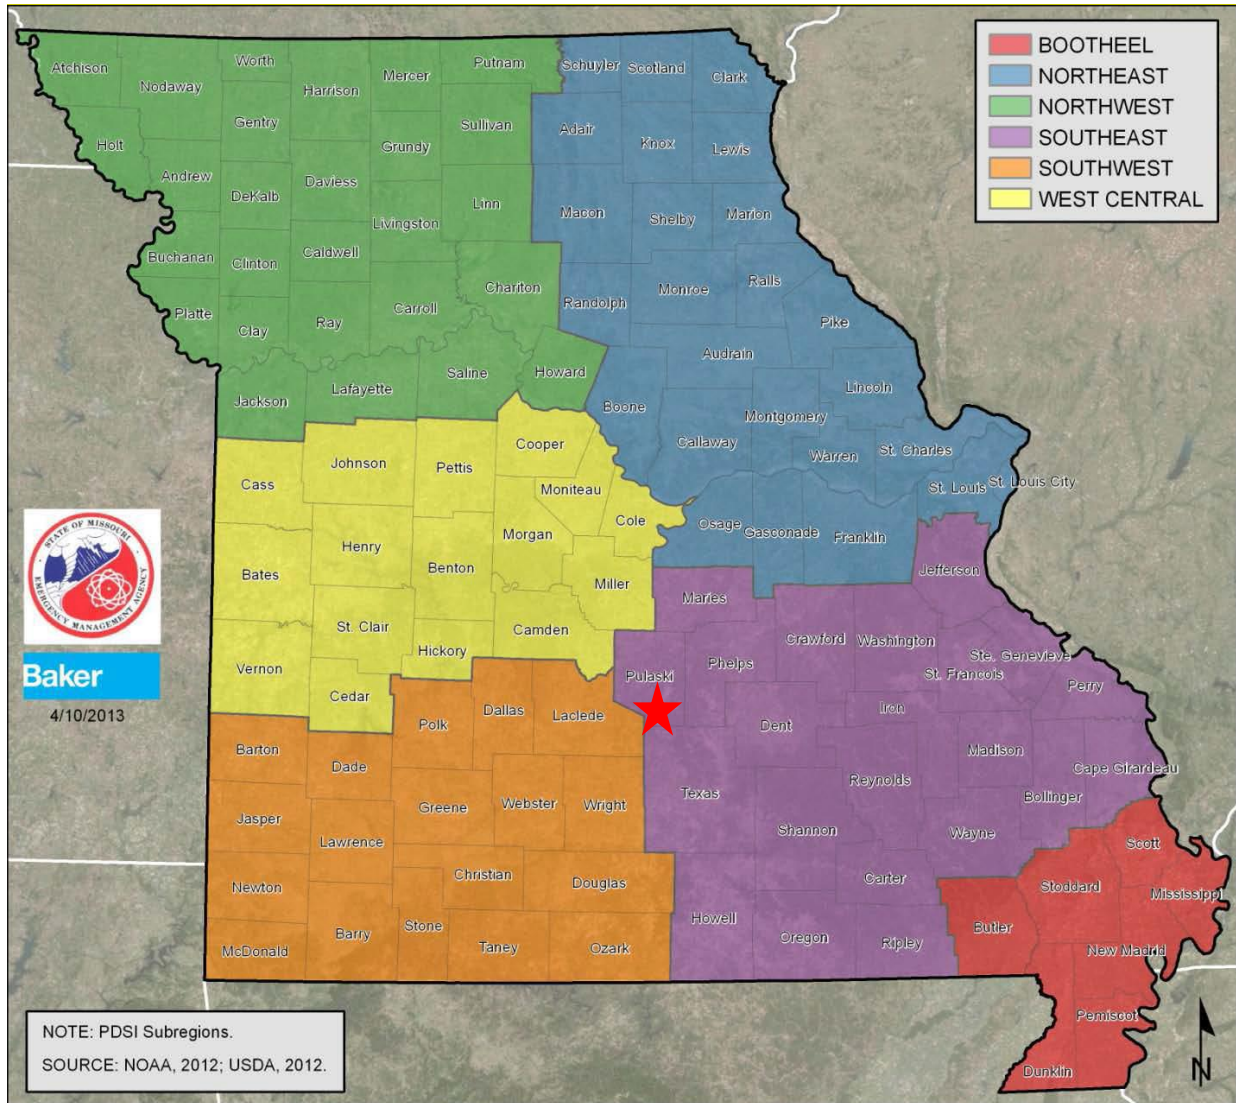 BOOTHEEL
NORTHEAST
NORTHWEST
SOUTHEAST
SOUTHWEST
WEST CENTRAL
Atchison
Nodaway
Worth
Harrison
Mercer
Putnam
Schuyler
Scotland
Clark
Holt
Gentry
Sullivan
Adair
Knox
Lewis
Grundy
Andrew
DeKalb
Daviess
Livingston
Linn
Macon
Shelby
Marion
Buchanan
Clinton
Caldwell
Chariton
Randolph
Monroe
Ralls
Platte
Clay
Ray
Carroll
Pike
Audrain
Jackson
Lafayette
Saline
Howard
Boone
Lincoln
Montgomery
Callaway
Warren
St. Charles
St. Louis
St. Louis City
Cass
Johnson
Pettis
Cooper
Moniteau
Cole
Osage
Gasconade
Franklin
Bates
Henry
Benton
Morgan
Miller
Jefferson
Maries
Vernon
St. Clair
Hickory
Camden
Cedar
Pulaski
Phelps
Crawford
Washington
Ste. Genevieve
St. Francois
Perry
Polk
Dallas
Laclede
Dent
Iron
Barton
Dade
Madison
Cape Girardeau
Jasper
Greene
Webster
Wright
Texas
Reynolds
Bollinger
Lawrence
Shannon
Wayne
Scott
Newton
Christian
Douglas
Carter
Stoddard
Mississippi
McDonald
Barry
Stone
Taney
Ozark
Howell
Oregon
Ripley
Butler
New Madrid
Pemiscot
Dunklin
STATE OF MISSOURI
EMERGENCY MANAGEMENT AGENCY
Baker
4/10/2013
NOTE: PDSI Subregions.
SOURCE: NOAA, 2012; USDA, 2012.
N